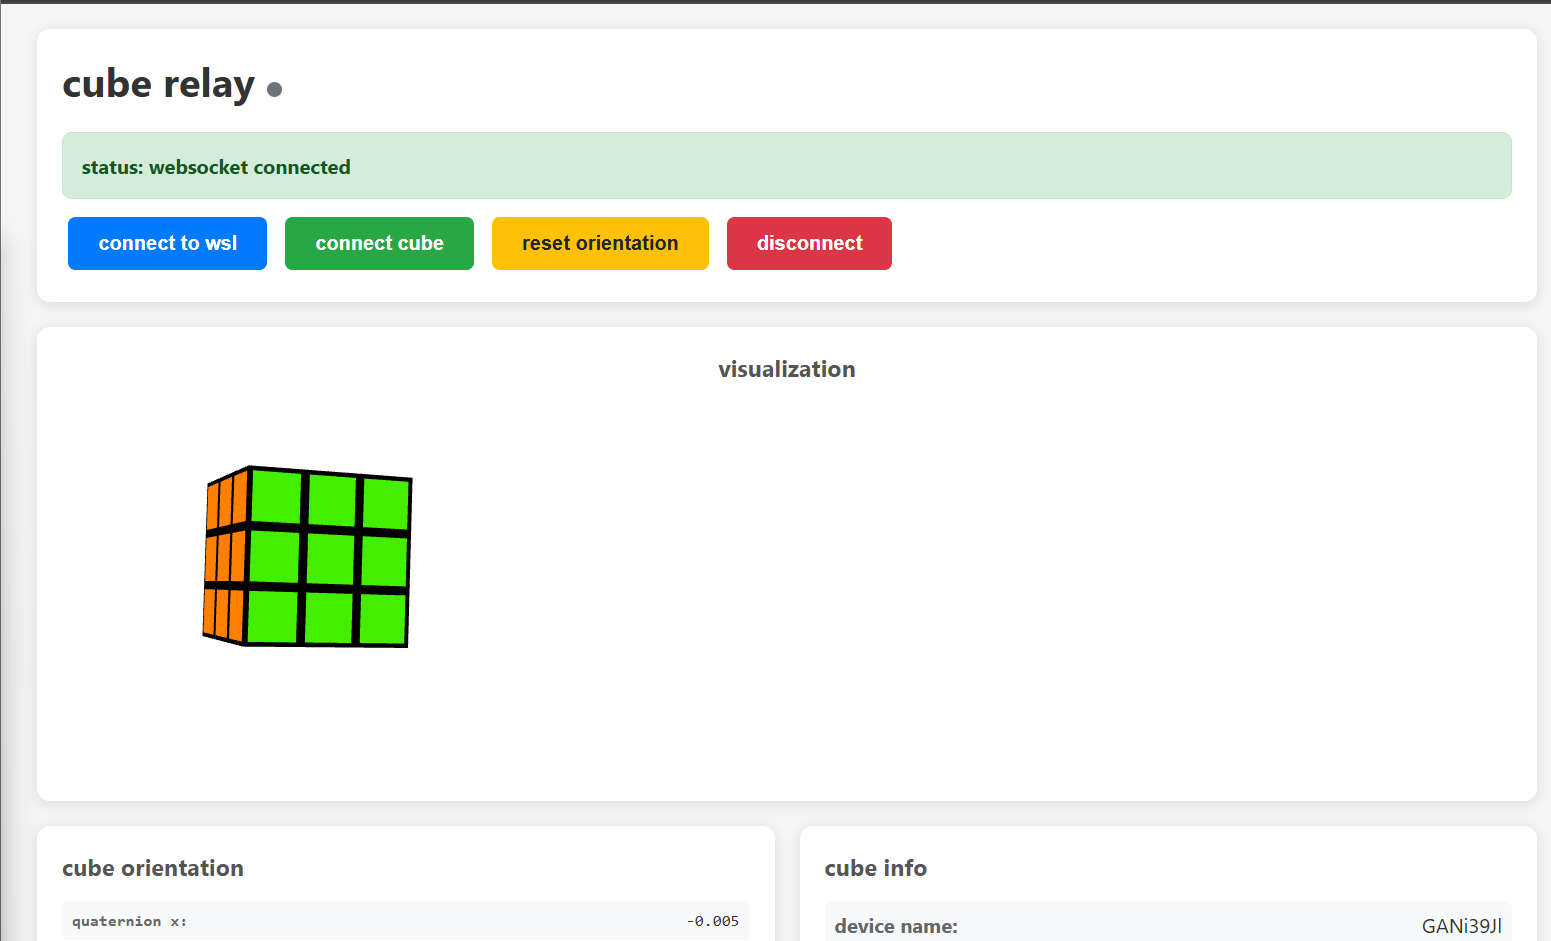 cube relay
status: websocket connected
connect to wsl
connect cube
reset orientation
disconnect
visualization
cube orientation
quaternion x: -0.005
cube info
device name: GANi39Jl